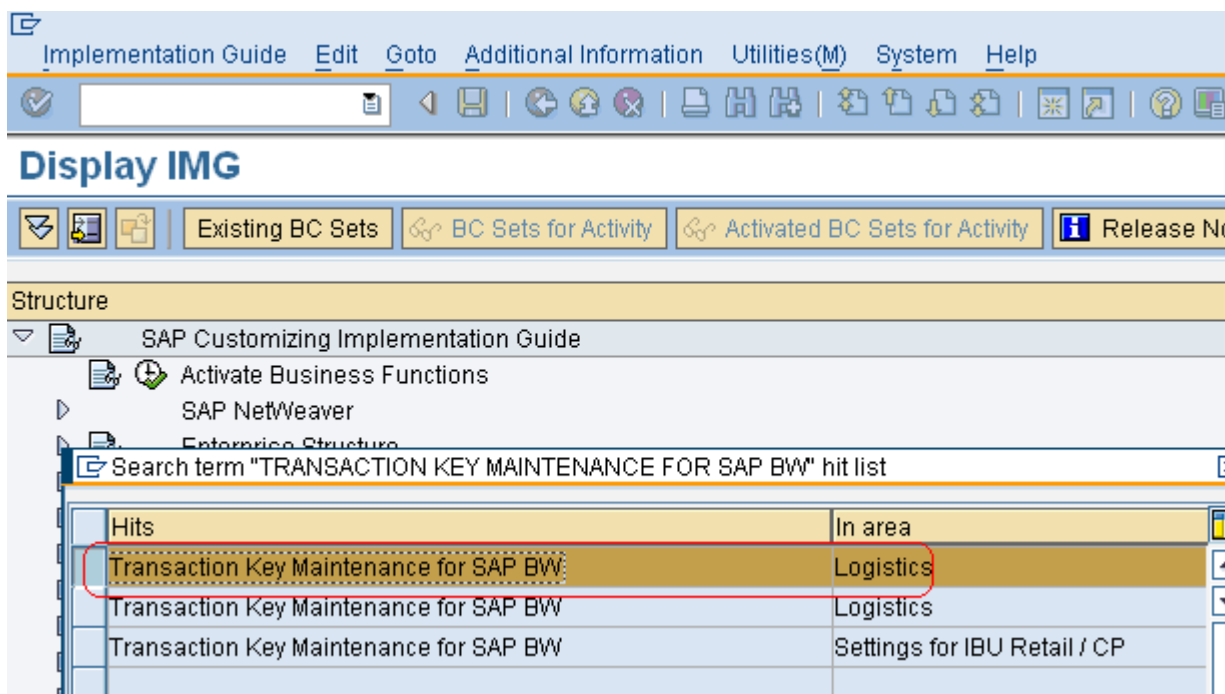 Implementation Guide Edit Goto Additional Information Utilities(M) System Help
Display IMG
Existing BC Sets BC Sets for Activity Activated BC Sets for Activity Release
Structure
SAP Customizing Implementation Guide
Activate Business Functions
SAP NetWeaver
Enterprise Structure
Search term "TRANSACTION KEY MAINTENANCE FOR SAP BW" hit list
Hits In area
Transaction Key Maintenance for SAP BW Logistics
Transaction Key Maintenance for SAP BW Logistics
Transaction Key Maintenance for SAP BW Settings for IBU Retail / CP